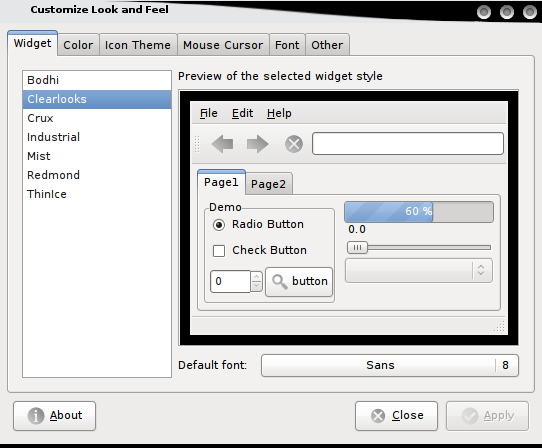 Customize Look and Feel
Widget Color Icon Theme Mouse Cursor Font Other
Bodhi
Clearlooks
Crux
Industrial
Mist
Redmond
ThinIce
Preview of the selected widget style
File Edit Help
Page1 Page2
Demo
Radio Button
Check Button
0 button
60 %
0.0
Default font: Sans 8
About Close Apply